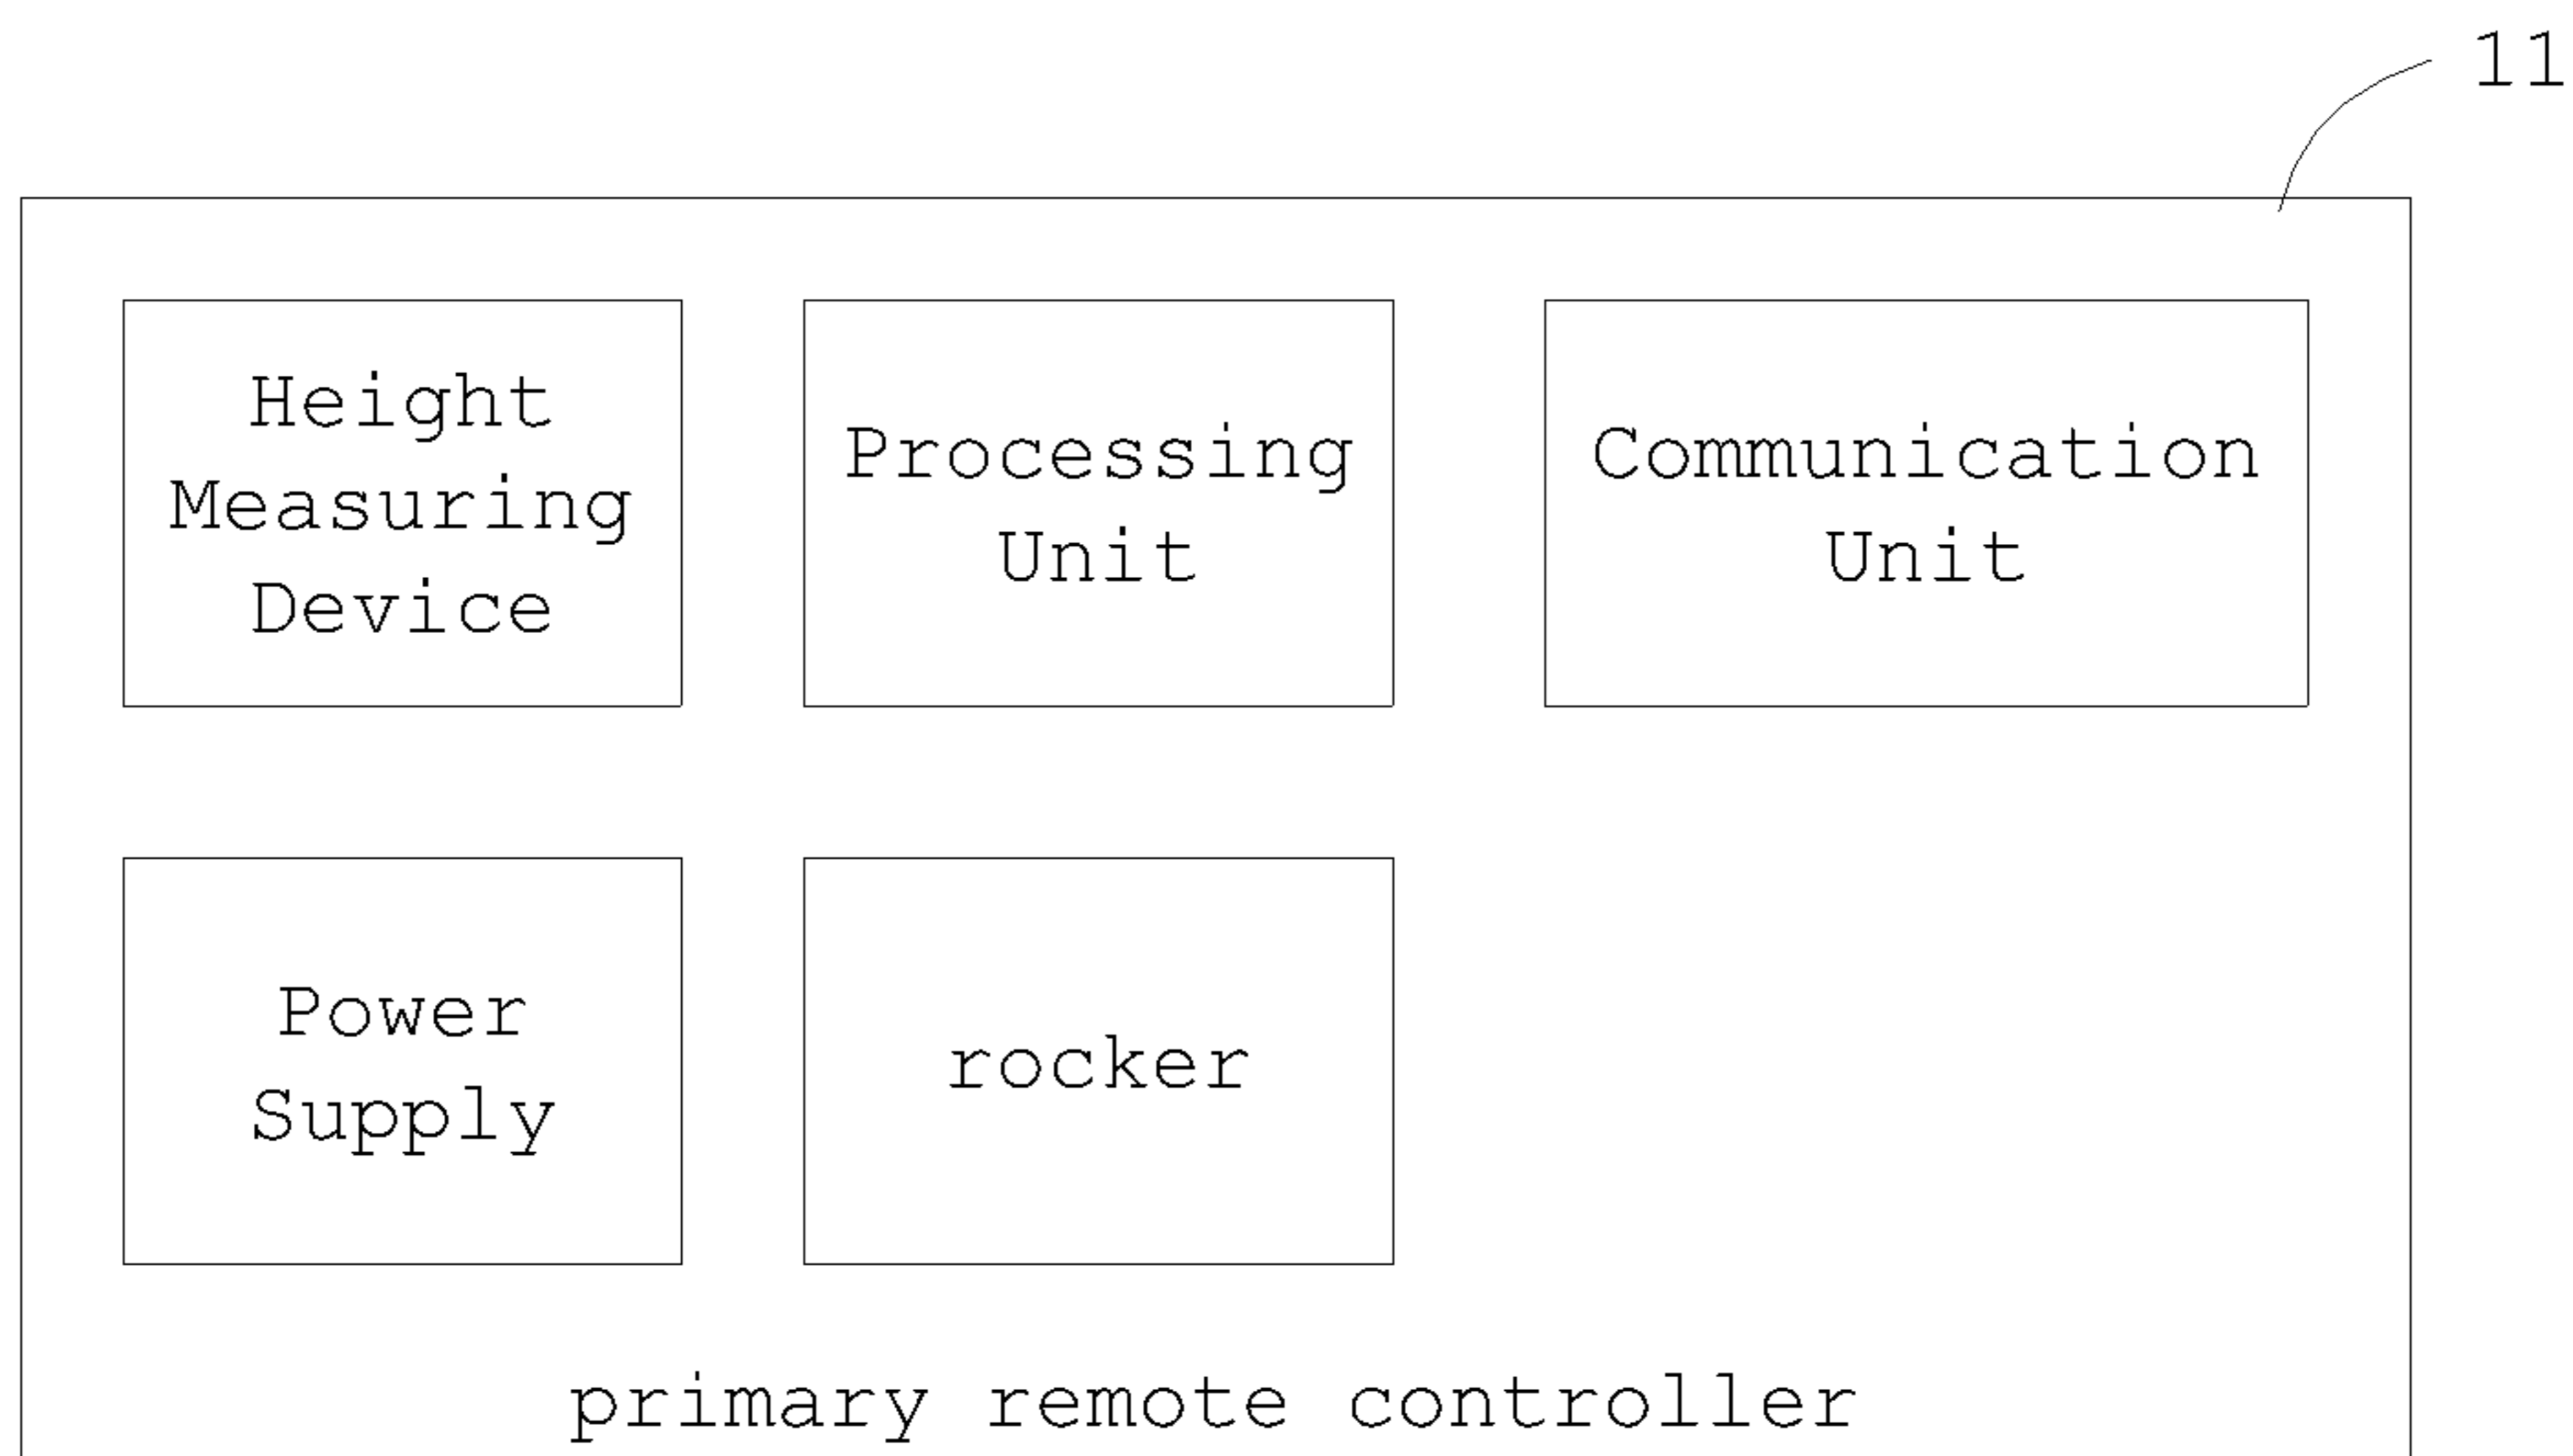 11
Height
Measuring
Device
Processing
Unit
Communication
Unit
Power
Supply
rocker
primary remote controller